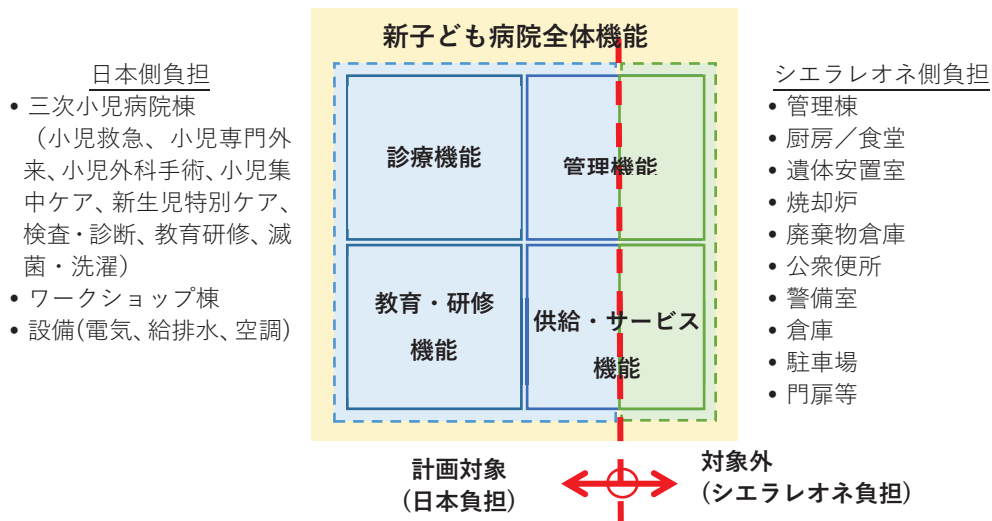 新子ども病院全体機能
日本側負担
• 三次小児病院棟
（小児救急、小児専門外
来、小児外科手術、小児集
中ケア、新生児特別ケア、
検査・診断、教育研修、滅
菌・洗濯）
• ワークショップ棟
• 設備(電気、給排水、空調)
診療機能
管理機能
教育・研修
機能
供給・サービス
機能
シエラレオネ側負担
• 管理棟
• 厨房／食堂
• 遺体安置室
• 焼却炉
• 廃棄物倉庫
• 公衆便所
• 警備室
• 倉庫
• 駐車場
• 門扉等
計画対象
(日本負担)
対象外
(シエラレオネ負担)